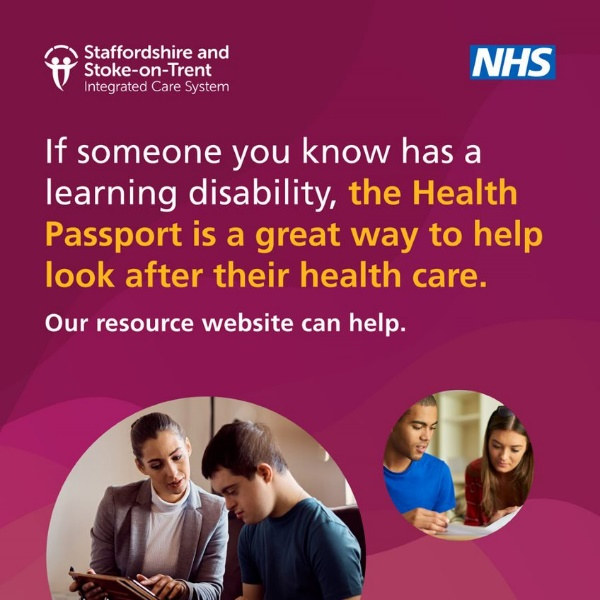 Staffordshire and
Stoke-on-Trent
Integrated Care System
NHS
If someone you know has a
learning disability, the Health
Passport is a great way to help
look after their health care.
Our resource website can help.